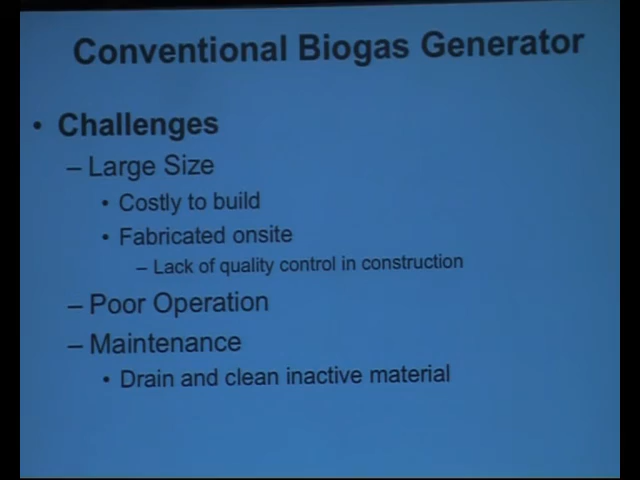 Conventional Biogas Generator
• Challenges
– Large Size
• Costly to build
• Fabricated onsite
– Lack of quality control in construction
– Poor Operation
– Maintenance
• Drain and clean inactive material